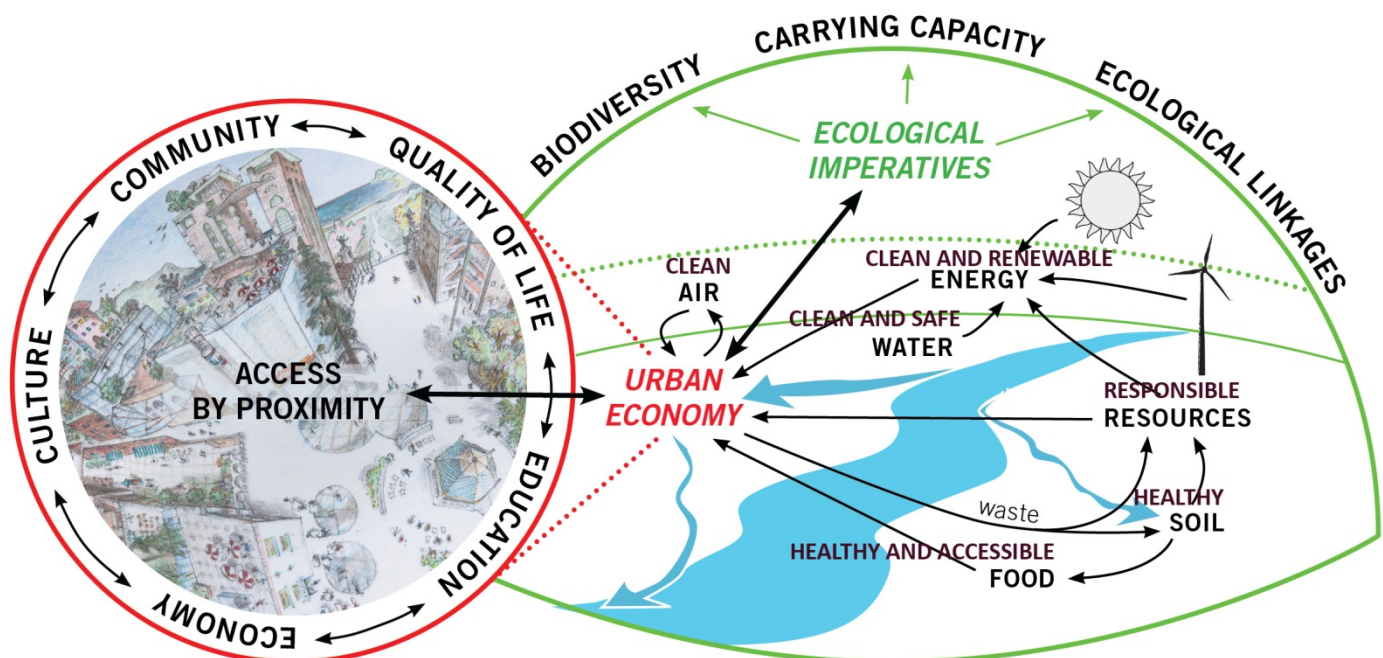 COMMUNITY
QUALITY OF LIFE
EDUCATION
ECONOMY
CULTURE
ACCESS
BY PROXIMITY
BIODIVERSITY
CARRYING CAPACITY
ECOLOGICAL LINKAGES
ECOLOGICAL
IMPERATIVES
CLEAN
AIR
CLEAN AND RENEWABLE
ENERGY
CLEAN AND SAFE
WATER
URBAN
ECONOMY
RESPONSIBLE
RESOURCES
waste
HEALTHY
SOIL
HEALTHY AND ACCESSIBLE
FOOD